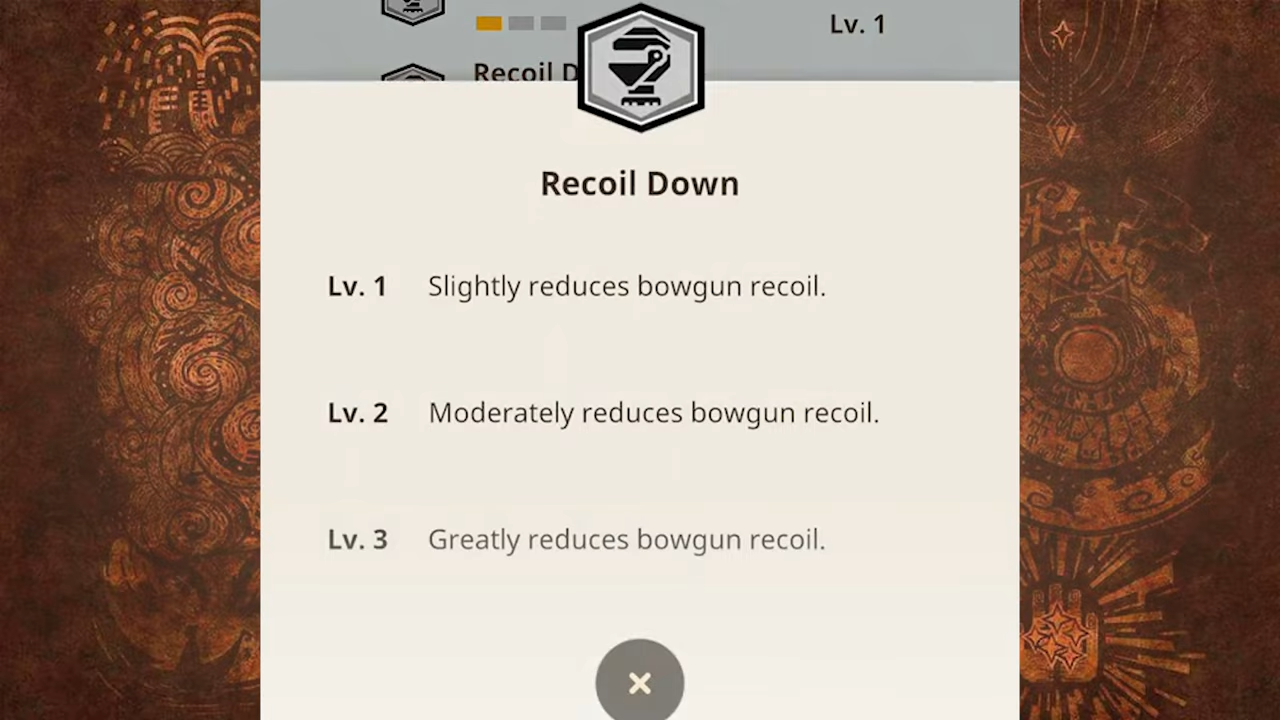 Lv. 1
Recoil D
Recoil Down
Lv. 1 Slightly reduces bowgun recoil.
Lv. 2 Moderately reduces bowgun recoil.
Lv. 3 Greatly reduces bowgun recoil.